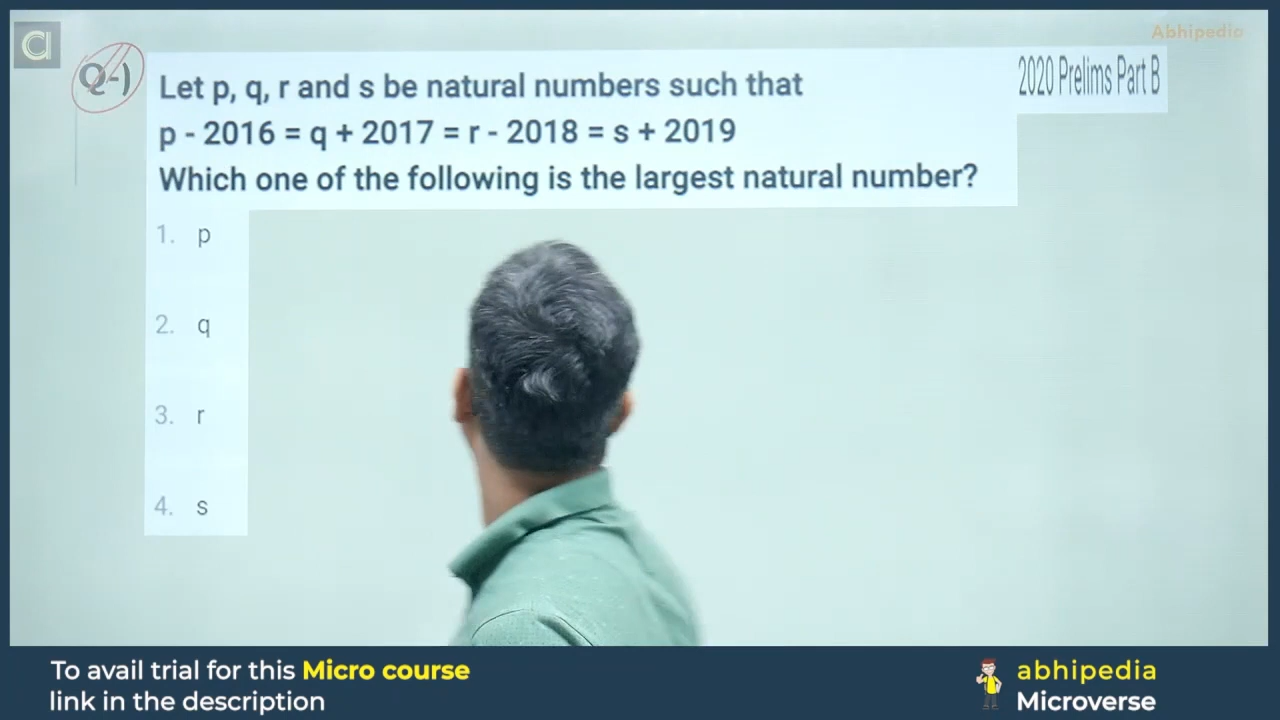 Abhipedia
a
Q-)
2020 Prelims Part B
Let p, q, r and s be natural numbers such that
p - 2016 = q + 2017 = r - 2018 = s + 2019
Which one of the following is the largest natural number?
1. p
2. q
3. r
4. s
To avail trial for this Micro course
link in the description
abhipedia
Microverse